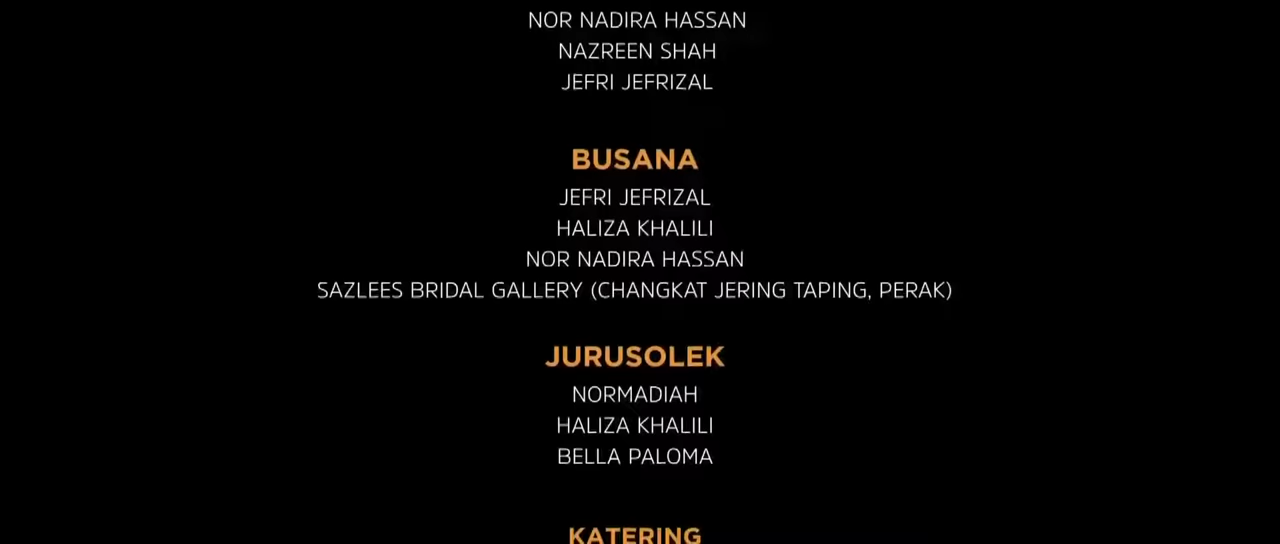 NOR NADIRA HASSAN
NAZREEN SHAH
JEFRI JEFRIZAL
BUSANA
JEFRI JEFRIZAL
HALIZA KHALILI
NOR NADIRA HASSAN
SAZLEES BRIDAL GALLERY (CHANGKAT JERING TAPING, PERAK)
JURUSOLEK
NORMADIAH
HALIZA KHALILI
BELLA PALOMA
KATERING